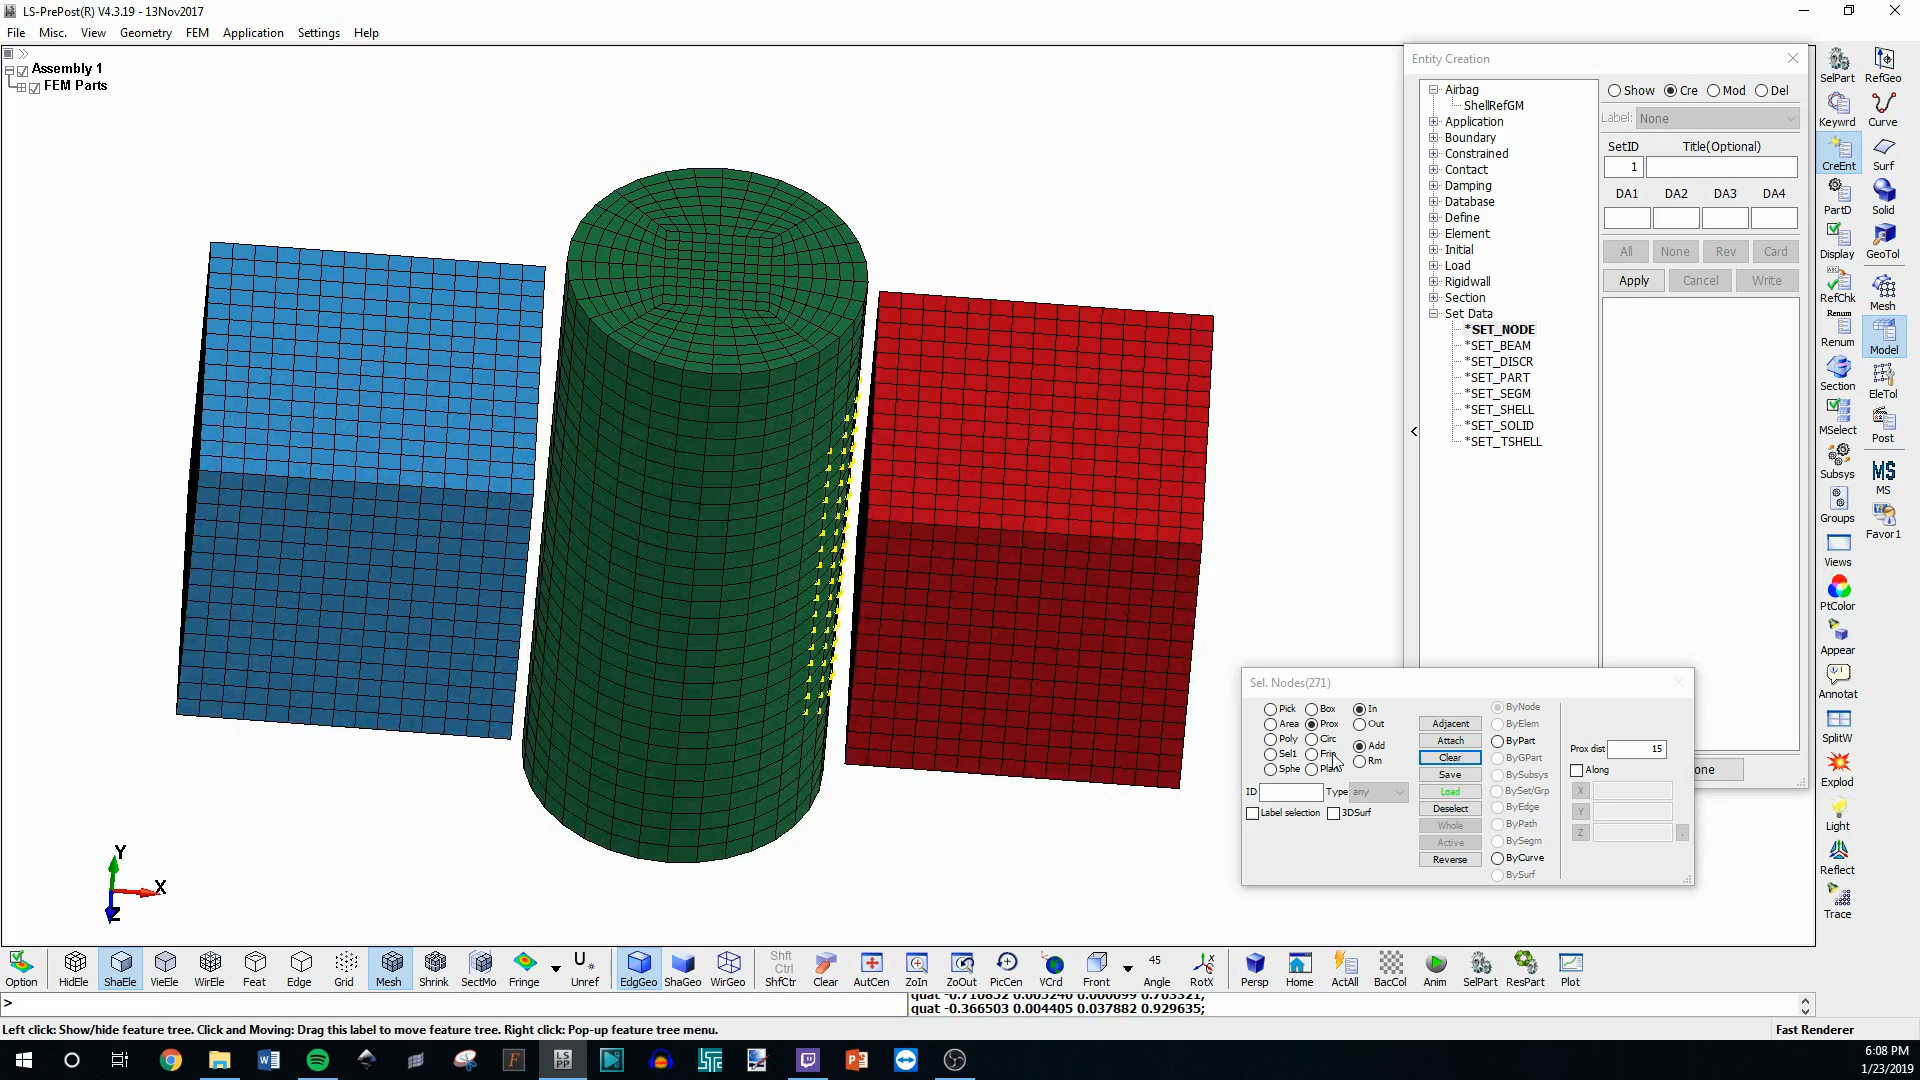 LS-PrePost(R) V4.3.19 - 13Nov2017
File Misc. View Geometry FEM Application Settings Help
Assembly 1
FEM Parts
Entity Creation
Airbag
ShellRefGM
Application
Boundary
Constrained
Contact
Damping
Database
Define
Element
Initial
Load
Rigidwall
Section
Set Data
*SET_NODE
*SET_BEAM
*SET_DISCR
*SET_PART
*SET_SEGM
*SET_SHELL
*SET_SOLID
*SET_TSHELL
Show Cre Mod Del
Label: None
SetID Title(Optional)
1
DA1 DA2 DA3 DA4
All None Rev Card
Apply Cancel Write
<
SelPart RefGeo
Keywrd Curve
CreEnt Surf
PartD Solid
Display GeoTol
RefChk Mesh
Renum
Renum Model
Section EleTol
MSelect Post
Subsys MS
MS
Groups Favor1
Views
PtColor
Appear
Annotat
SplitW
Explod
Light
Reflect
Trace
Sel. Nodes(271)
Pick Box In
Area Prox Out
Poly Circ
Sel1 Add
Sphe Rm
ID Type any
Label selection 3DSurf
Adjacent
Attach
Clear
Save
Load
Deselect
Whole
Active
Reverse
ByNode
ByElem
ByPart
ByGPart
BySubsys
BySet/Grp
ByEdge
ByPath
BySegm
ByCurve
BySurf
Prox dist 15
Along
X
Y
Z .
one
Y
X
Z
Option HidEle ShaEle VieEle WirEle Feat Edge Grid Mesh Shrink SectMo Fringe U Unref EdgGeo ShaGeo WirGeo Shft Ctrl ShfCtr Clear AutCen ZoIn ZoOut PicCen VCrd Front 45 Angle RotX Persp Home ActAll BacCol Anim SelPart ResPart Plot
>
quat -0.366503 0.004405 0.037882 0.929635;
Left click: Show/hide feature tree. Click and Moving: Drag this label to move feature tree. Right click: Pop-up feature tree menu.
Fast Renderer
6:08 PM
1/23/2019